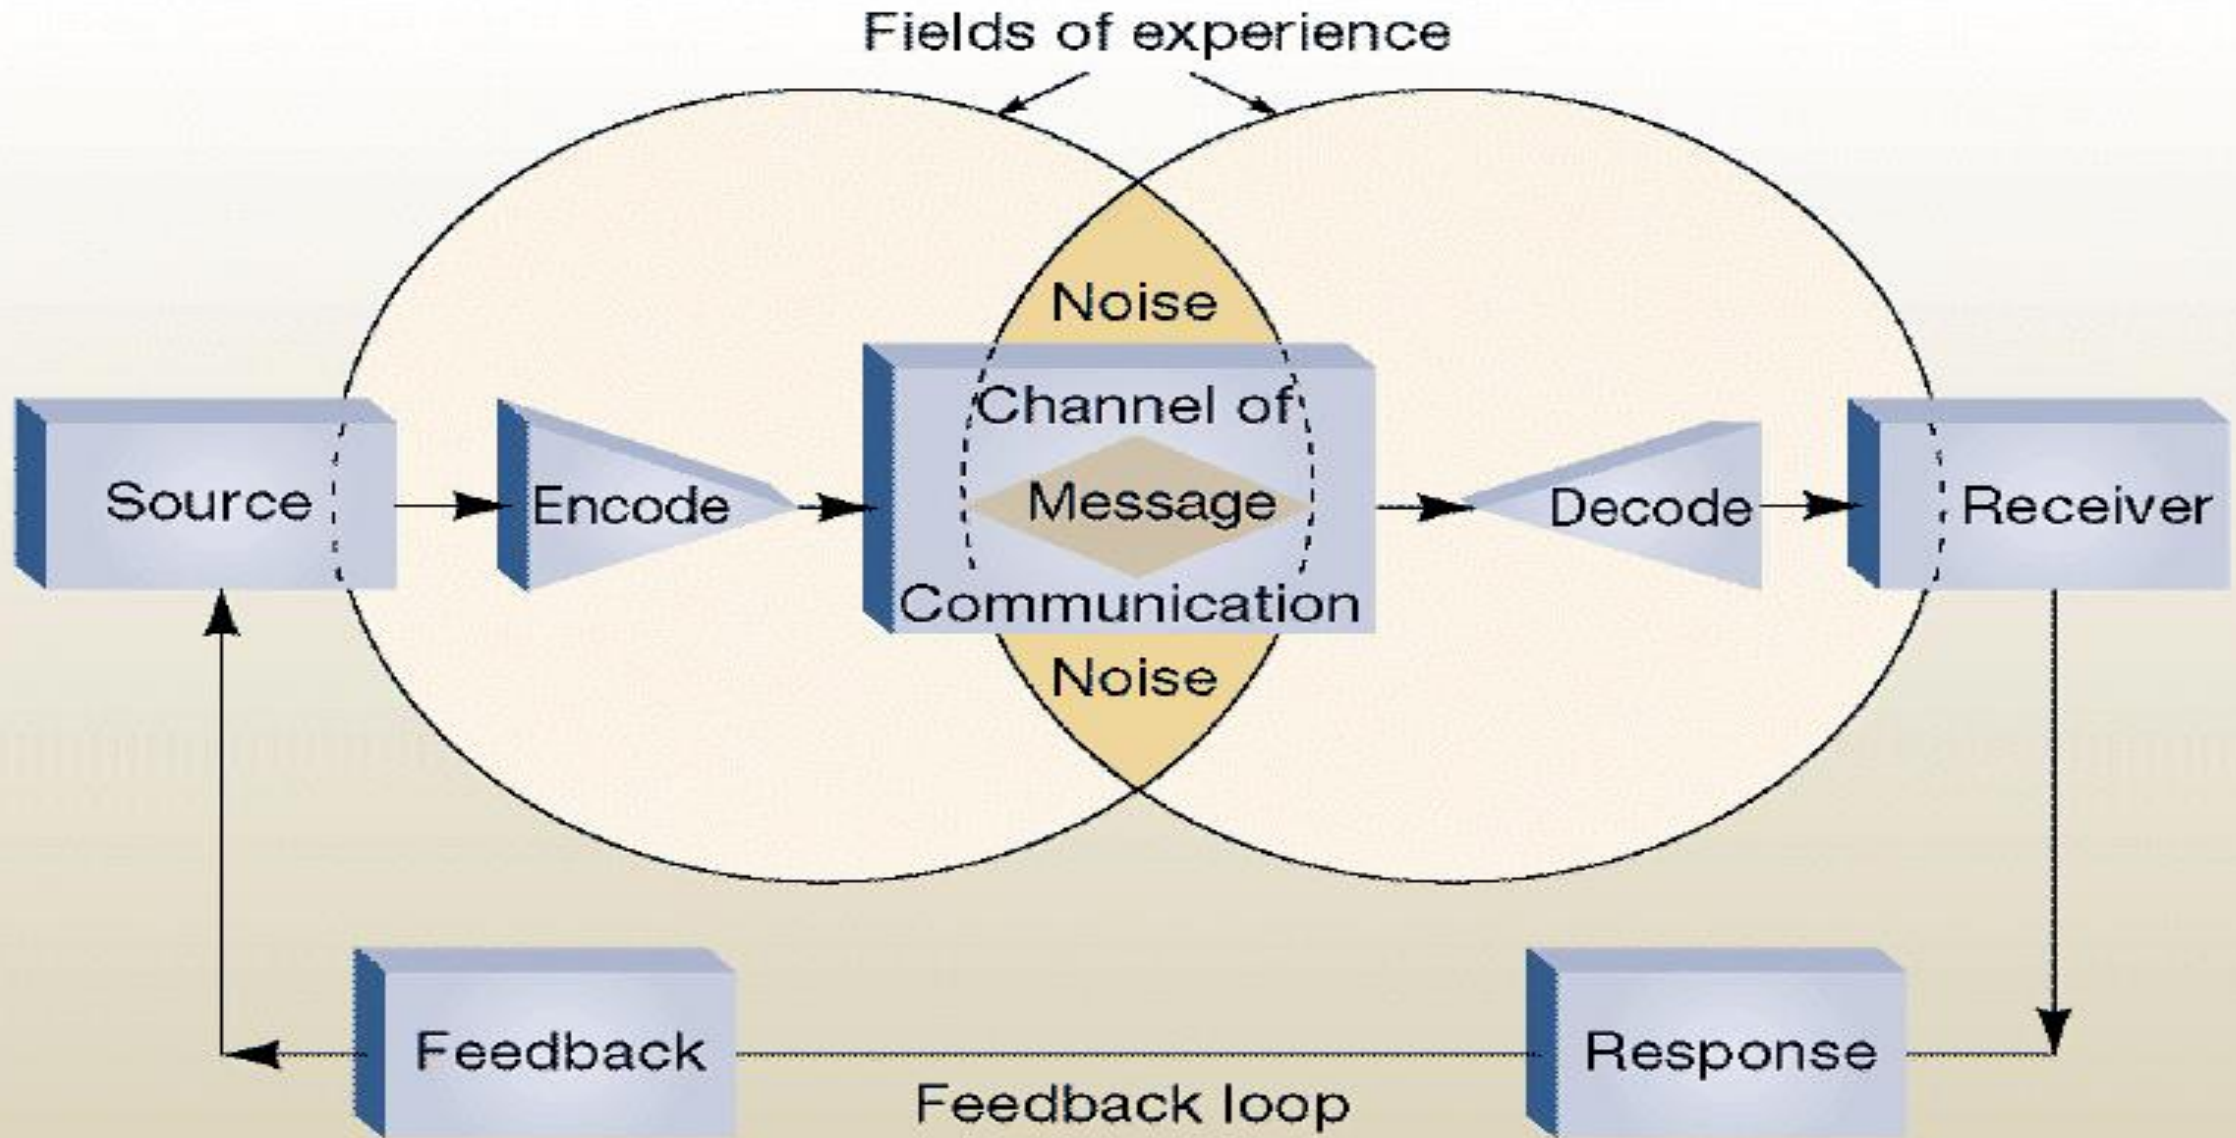 Fields of experience
Noise
Channel of
Source
Encode
Message
Decode
Receiver
Communication
Noise
Feedback
Response
Feedback loop